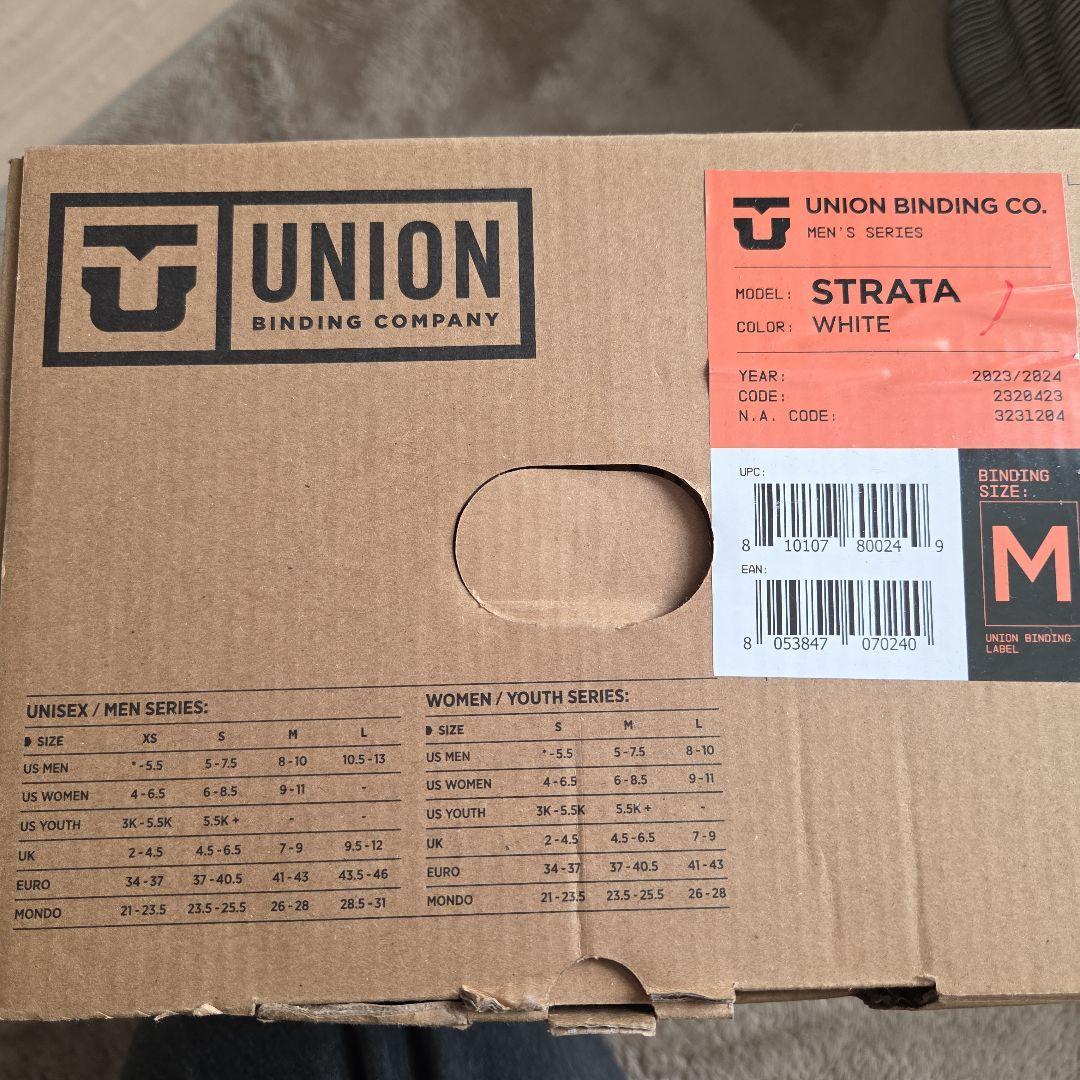 UNION
BINDING COMPANY
UNION BINDING CO.
MEN'S SERIES
MODEL: STRATA
COLOR: WHITE
YEAR: 2023/2024
CODE: 2320423
N.A. CODE: 3231204
UPC:
8 10107 80024 9
EAN:
8 053847 070240
BINDING
SIZE:
M
UNION BINDING
LABEL
UNISEX / MEN SERIES:
SIZE XS S M L
US MEN *-5.5 5-7.5 8-10 10.5-13
US WOMEN 4-6.5 6-8.5 9-11 -
US YOUTH 3K-5.5K 5.5K+ - -
UK 2-4.5 4.5-6.5 7-9 9.5-12
EURO 34-37 37-40.5 41-43 43.5-46
MONDO 21-23.5 23.5-25.5 26-28 28.5-31
WOMEN / YOUTH SERIES:
SIZE S M L
US MEN *-5.5 5-7.5 8-10
US WOMEN 4-6.5 6-8.5 9-11
US YOUTH 3K-5.5K 5.5K+ -
UK 2-4.5 4.5-6.5 7-9
EURO 34-37 37-40.5 41-43
MONDO 21-23.5 23.5-25.5 26-28